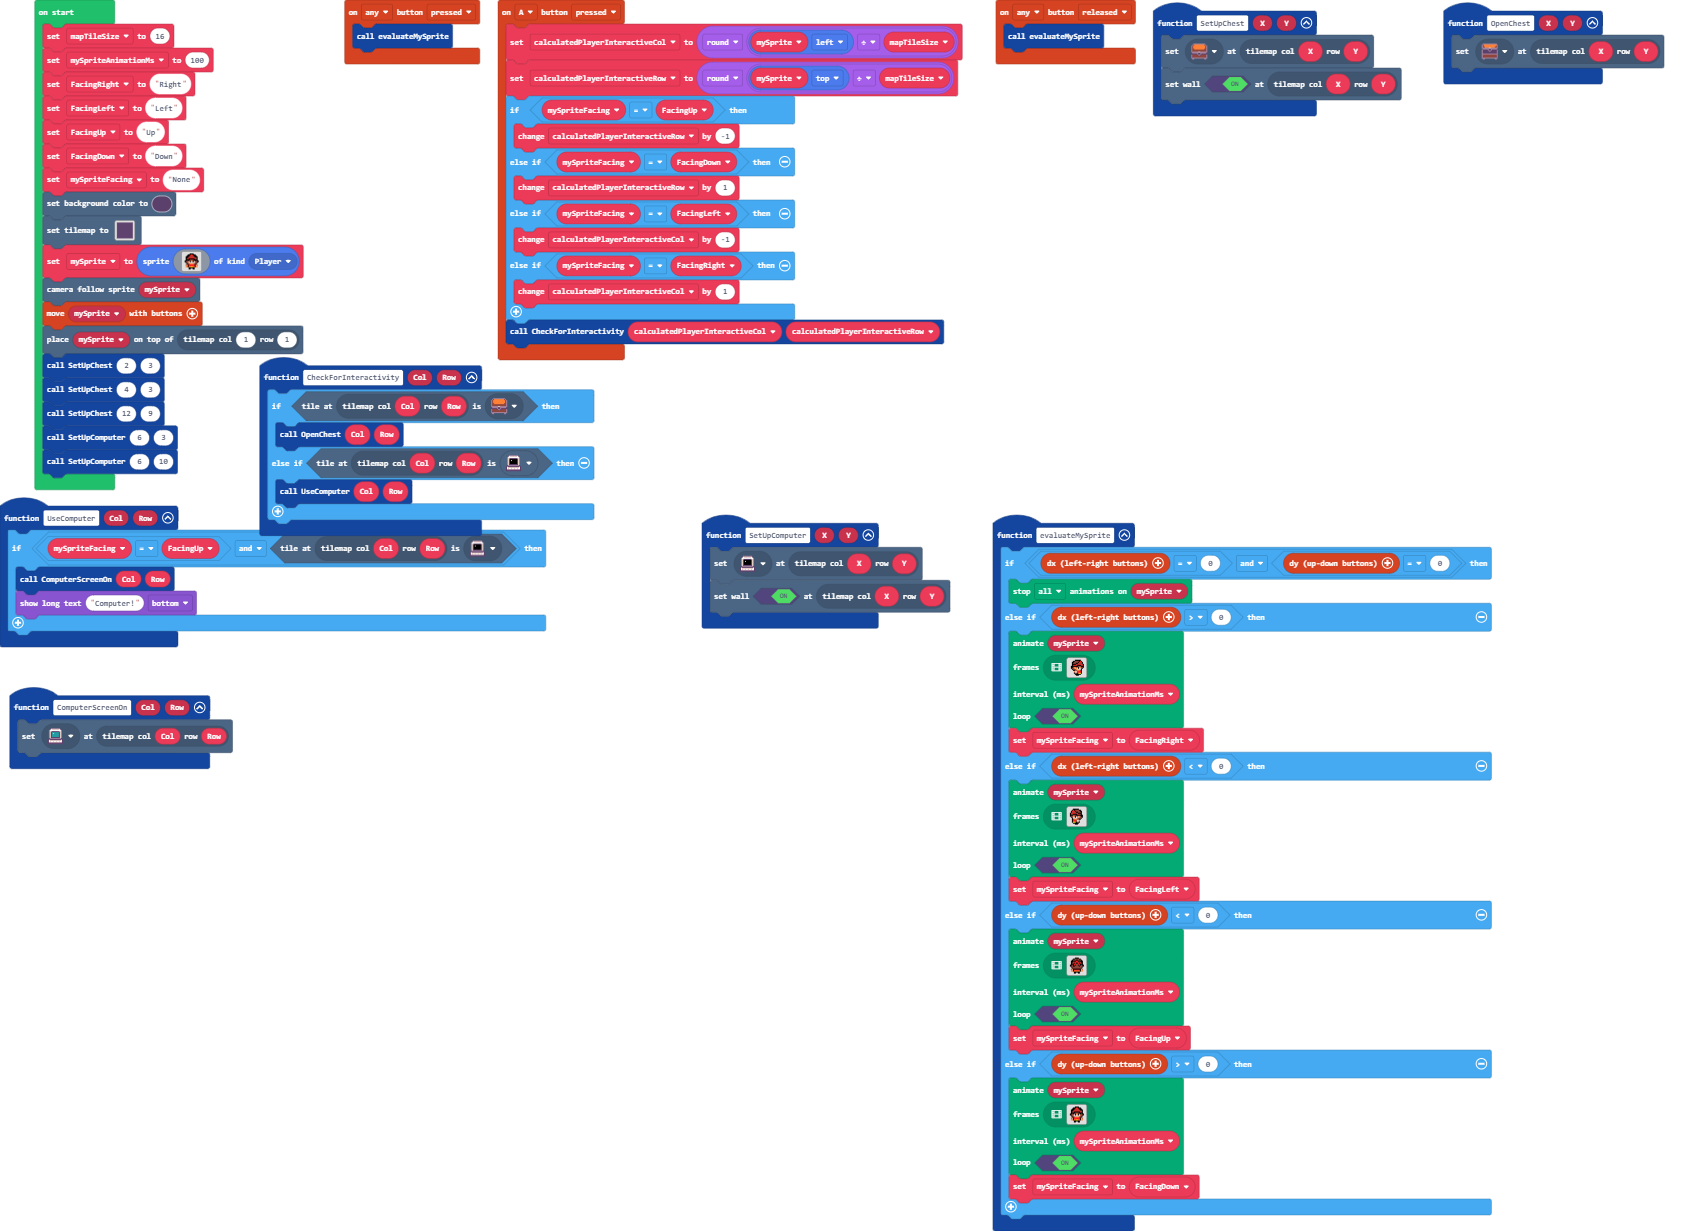 on start
set mapTileSize to 16
set mySpriteAnimationMs to 100
set FacingRight to "Right"
set FacingLeft to "Left"
set FacingUp to "Up"
set FacingDown to "Down"
set mySpriteFacing to "None"
set background color to
set tilemap to
set mySprite to sprite of kind Player
camera follow sprite mySprite
move mySprite with buttons
place mySprite on top of tilemap col 1 row 1
call SetUpChest 2 3
call SetUpChest 4 3
call SetUpChest 12 9
call SetUpComputer 6 3
call SetUpComputer 6 10
on any button pressed
call evaluateMySprite
on A button pressed
set calculatedPlayerInteractiveCol to round mySprite left ÷ mapTileSize
set calculatedPlayerInteractiveRow to round mySprite top ÷ mapTileSize
if mySpriteFacing = FacingUp then
change calculatedPlayerInteractiveRow by -1
else if mySpriteFacing = FacingDown then
change calculatedPlayerInteractiveRow by 1
else if mySpriteFacing = FacingLeft then
change calculatedPlayerInteractiveCol by -1
else if mySpriteFacing = FacingRight then
change calculatedPlayerInteractiveCol by 1
call CheckForInteractivity calculatedPlayerInteractiveCol calculatedPlayerInteractiveRow
on any button released
call evaluateMySprite
function SetUpChest X Y
set at tilemap col X row Y
set wall ON at tilemap col X row Y
function OpenChest X Y
set at tilemap col X row Y
function CheckForInteractivity Col Row
if tile at tilemap col Col row Row is then
call OpenChest Col Row
else if tile at tilemap col Col row Row is then
call UseComputer Col Row
function UseComputer Col Row
if mySpriteFacing = FacingUp and tile at tilemap col Col row Row is then
call ComputerScreenOn Col Row
show long text "Computer!" bottom
function ComputerScreenOn Col Row
set at tilemap col Col row Row
function SetUpComputer X Y
set at tilemap col X row Y
set wall ON at tilemap col X row Y
function evaluateMySprite
if dx (left-right buttons) = 0 and dy (up-down buttons) = 0 then
stop all animations on mySprite
else if dx (left-right buttons) > 0 then
animate mySprite
frames
interval (ms) mySpriteAnimationMs
loop ON
set mySpriteFacing to FacingRight
else if dx (left-right buttons) < 0 then
animate mySprite
frames
interval (ms) mySpriteAnimationMs
loop ON
set mySpriteFacing to FacingLeft
else if dy (up-down buttons) < 0 then
animate mySprite
frames
interval (ms) mySpriteAnimationMs
loop ON
set mySpriteFacing to FacingUp
else if dy (up-down buttons) > 0 then
animate mySprite
frames
interval (ms) mySpriteAnimationMs
loop ON
set mySpriteFacing to FacingDown